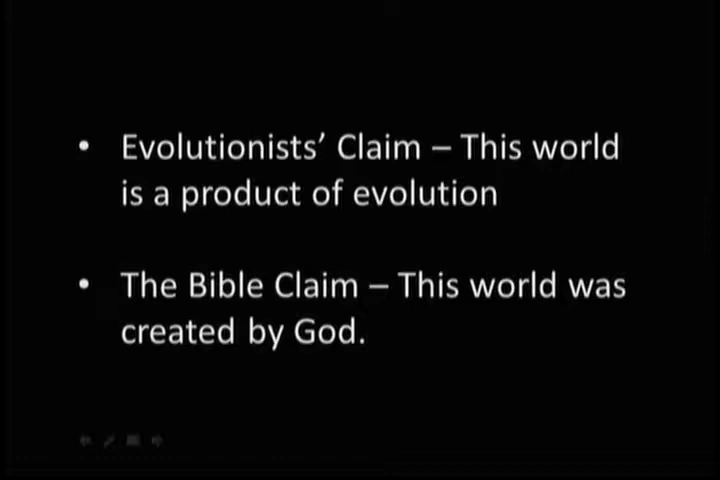 • Evolutionists’ Claim – This world
is a product of evolution
• The Bible Claim – This world was
created by God.